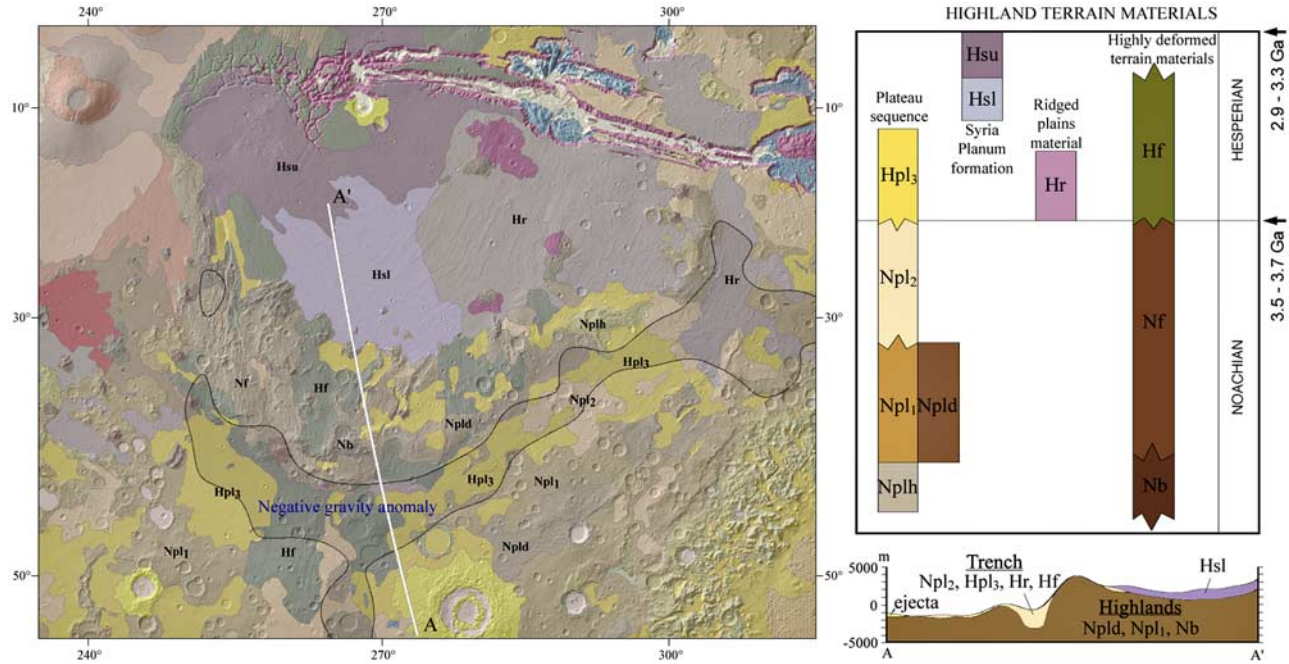 240°
270°
300°
10°
10°
Hsu
A'
Hr
Hsl
Hr
30°
30°
Nplh
Hpl3
Nf
Hf
Npl2
Npld
Nb
Hpl3
Npl1
Hpl3
Negative gravity anomaly
Npl1
Hf
Npld
50°
50°
A
240°
270°
300°
HIGHLAND TERRAIN MATERIALS
Highly deformed
terrain materials
Hsu
Plateau
sequence
Hsl
Ridged
plains
material
Syria
Planum
formation
Hpl3
Hr
Hf
HESPERIAN
2.9 - 3.3 Ga
Npl2
Nf
3.5 - 3.7 Ga
Npl1
Npld
NOACHIAN
Nplh
Nb
m
5000
0
-5000
Trench
Npl2, Hpl3, Hr, Hf
Hsl
ejecta
Highlands
Npld, Npl1, Nb
5000
0
-5000
A
A'